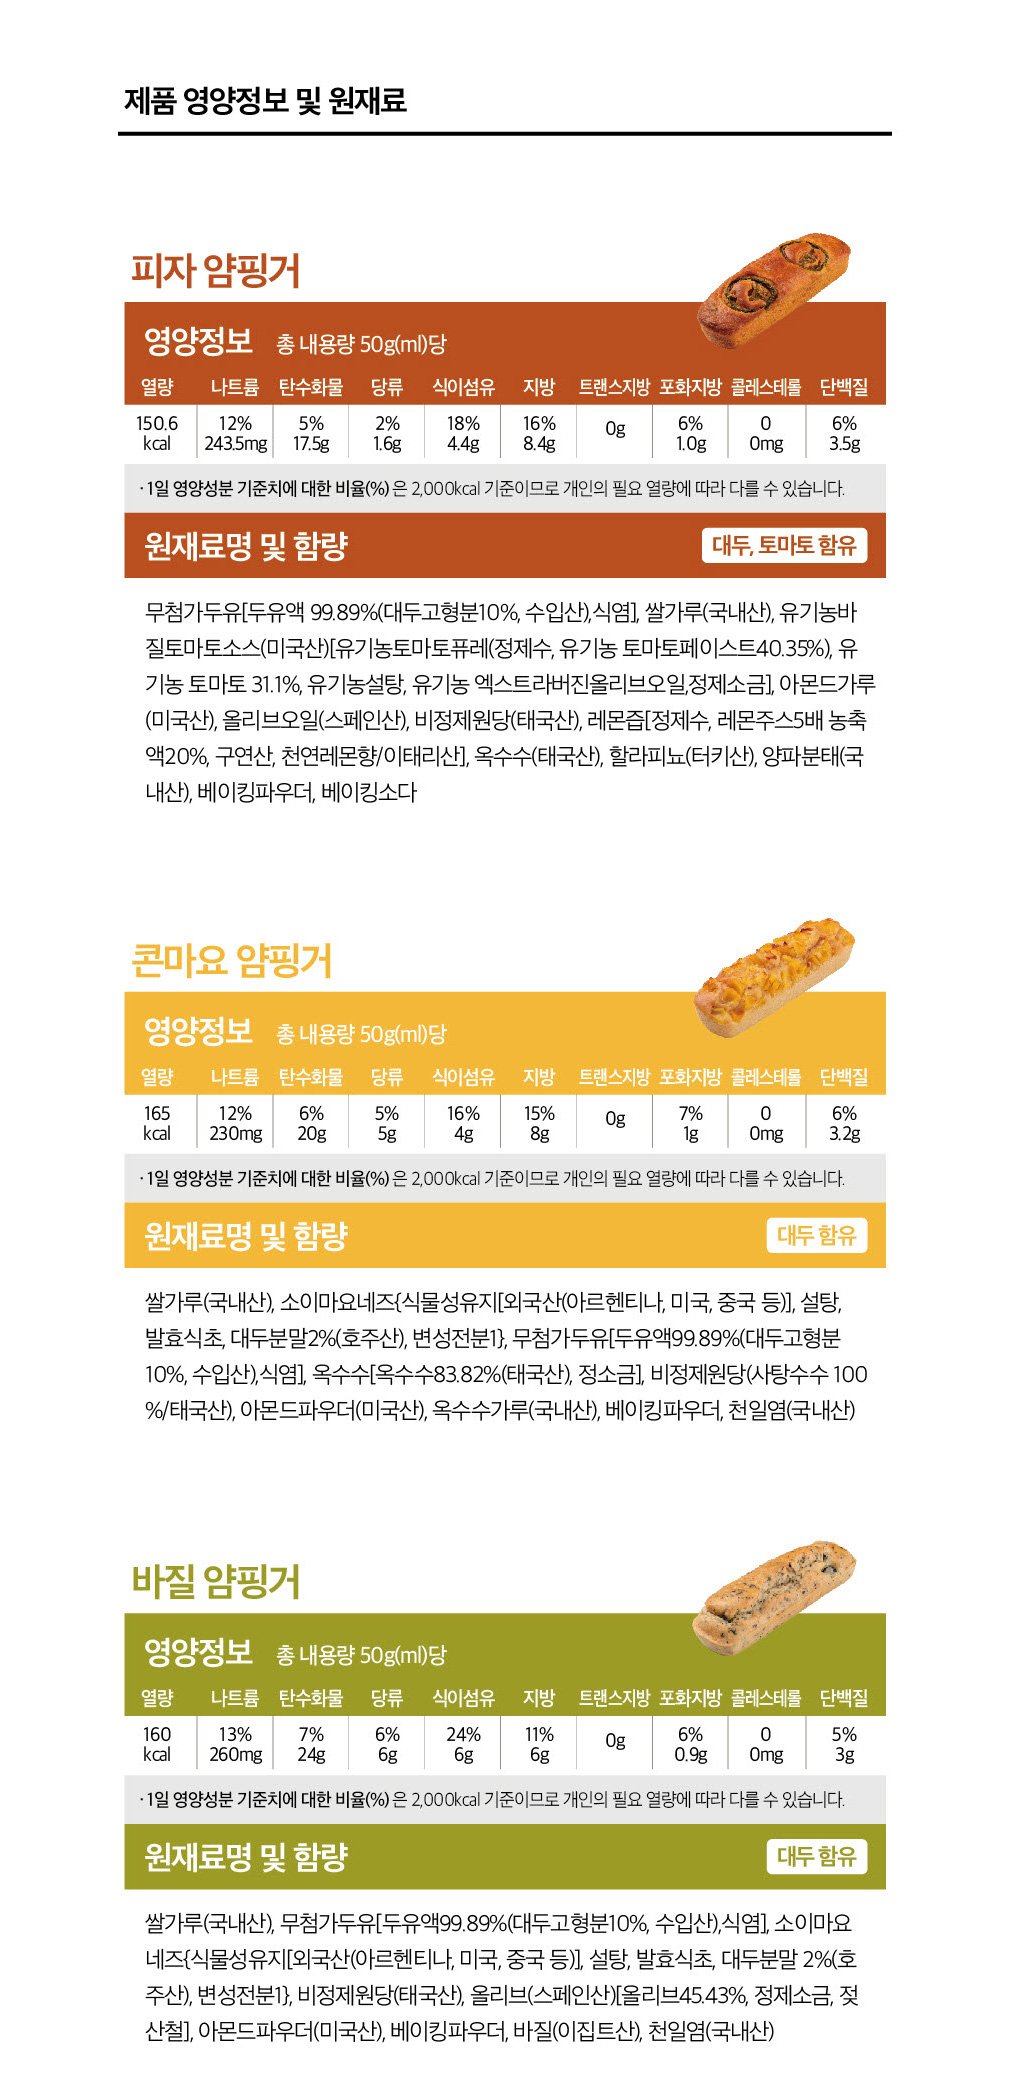 제품 영양정보 및 원재료
피자 얌핑거
영양정보 총 내용량 50g(ml)당
열량 나트륨 탄수화물 당류 식이섬유 지방 트랜스지방 포화지방 콜레스테롤 단백질
150.6 12% 5% 2% 18% 16% 0g 6% 0 6%
kcal 243.5mg 17.5g 1.6g 4.4g 8.4g 1.0g 0mg 3.5g
· 1일 영양성분 기준치에 대한 비율(%) 은 2,000kcal 기준이므로 개인의 필요 열량에 따라 다를 수 있습니다.
원재료명 및 함량 대두, 토마토 함유
무첨가두유[두유액 99.89%(대두고형분10%, 수입산),식염], 쌀가루(국내산), 유기농바
질토마토소스(미국산)[유기농토마토퓨레(정제수, 유기농 토마토페이스트40.35%), 유
기농 토마토 31.1%, 유기농설탕, 유기농 엑스트라버진올리브오일,정제소금], 아몬드가루
(미국산), 올리브오일(스페인산), 비정제원당(태국산), 레몬즙[정제수, 레몬주스5배 농축
액20%, 구연산, 천연레몬향/이태리산], 옥수수(태국산), 할라피뇨(터키산), 양파분태(국
내산), 베이킹파우더, 베이킹소다
콘마요 얌핑거
영양정보 총 내용량 50g(ml)당
열량 나트륨 탄수화물 당류 식이섬유 지방 트랜스지방 포화지방 콜레스테롤 단백질
165 12% 6% 5% 16% 15% 0g 7% 0 6%
kcal 230mg 20g 5g 4g 8g 1g 0mg 3.2g
· 1일 영양성분 기준치에 대한 비율(%) 은 2,000kcal 기준이므로 개인의 필요 열량에 따라 다를 수 있습니다.
원재료명 및 함량 대두 함유
쌀가루(국내산), 소이마요네즈{식물성유지[외국산(아르헨티나, 미국, 중국 등)], 설탕,
발효식초, 대두분말2%(호주산), 변성전분1}, 무첨가두유[두유액99.89%(대두고형분
10%, 수입산),식염], 옥수수[옥수수83.82%(태국산), 정소금], 비정제원당(사탕수수 100
%/태국산), 아몬드파우더(미국산), 옥수수가루(국내산), 베이킹파우더, 천일염(국내산)
바질 얌핑거
영양정보 총 내용량 50g(ml)당
열량 나트륨 탄수화물 당류 식이섬유 지방 트랜스지방 포화지방 콜레스테롤 단백질
160 13% 7% 6% 24% 11% 0g 6% 0 5%
kcal 260mg 24g 6g 6g 6g 0.9g 0mg 3g
· 1일 영양성분 기준치에 대한 비율(%) 은 2,000kcal 기준이므로 개인의 필요 열량에 따라 다를 수 있습니다.
원재료명 및 함량 대두 함유
쌀가루(국내산), 무첨가두유[두유액99.89%(대두고형분10%, 수입산),식염], 소이마요
네즈{식물성유지[외국산(아르헨티나, 미국, 중국 등)], 설탕, 발효식초, 대두분말 2%(호
주산), 변성전분1}, 비정제원당(태국산), 올리브(스페인산)[올리브45.43%, 정제소금, 젖
산철], 아몬드파우더(미국산), 베이킹파우더, 바질(이집트산), 천일염(국내산)